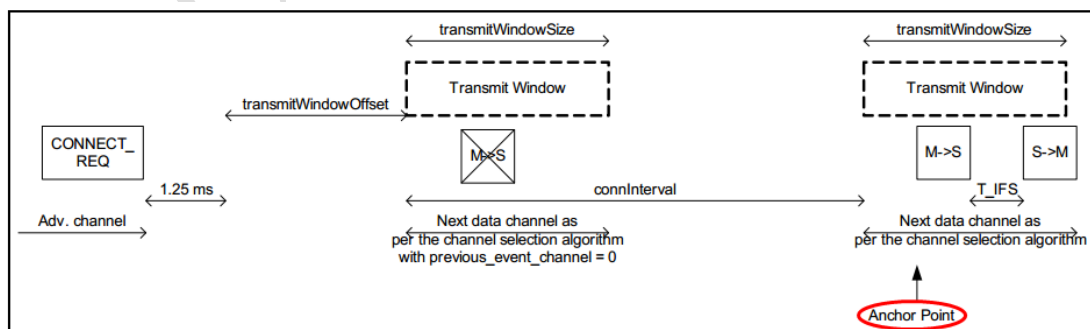 transmitWindowSize
transmitWindowSize
Transmit Window
Transmit Window
transmitWindowOffset
CONNECT_
REQ
M->S
M->S
S->M
1.25 ms
connInterval
T_IFS
Adv. channel
Next data channel as
per the channel selection algorithm
with previous_event_channel = 0
Next data channel as
per the channel selection algorithm
Anchor Point